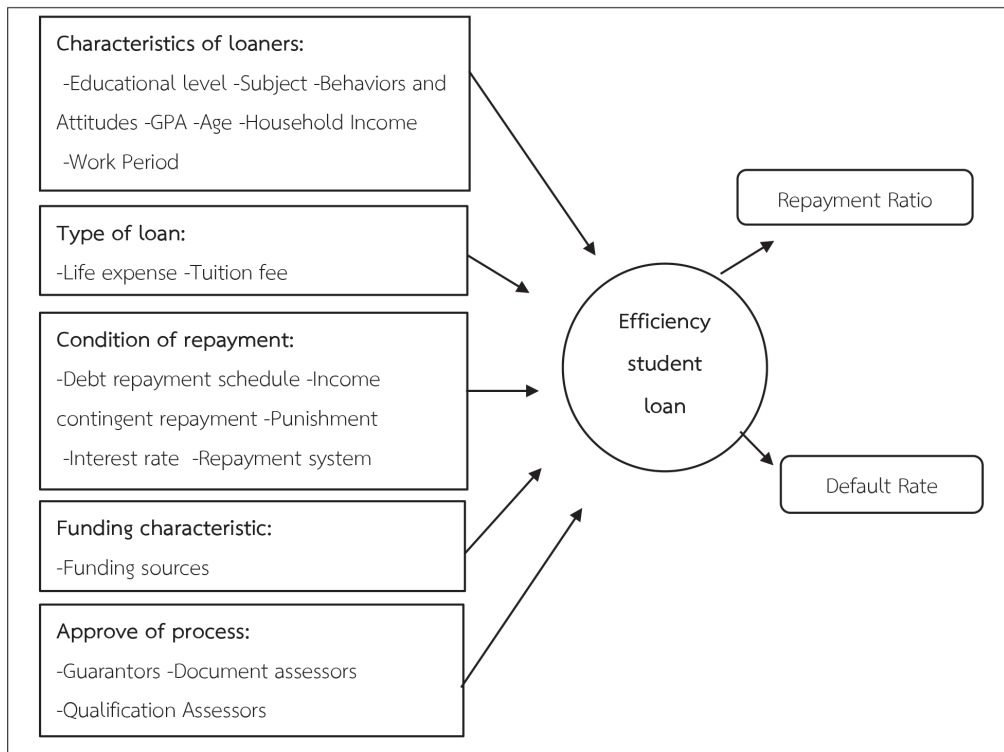 Characteristics of loaners:
-Educational level -Subject -Behaviors and
Attitudes -GPA -Age -Household Income
-Work Period
Type of loan:
-Life expense -Tuition fee
Condition of repayment:
-Debt repayment schedule -Income
contingent repayment -Punishment
-Interest rate -Repayment system
Funding characteristic:
-Funding sources
Approve of process:
-Guarantors -Document assessors
-Qualification Assessors
Efficiency
student
loan
Repayment Ratio
Default Rate